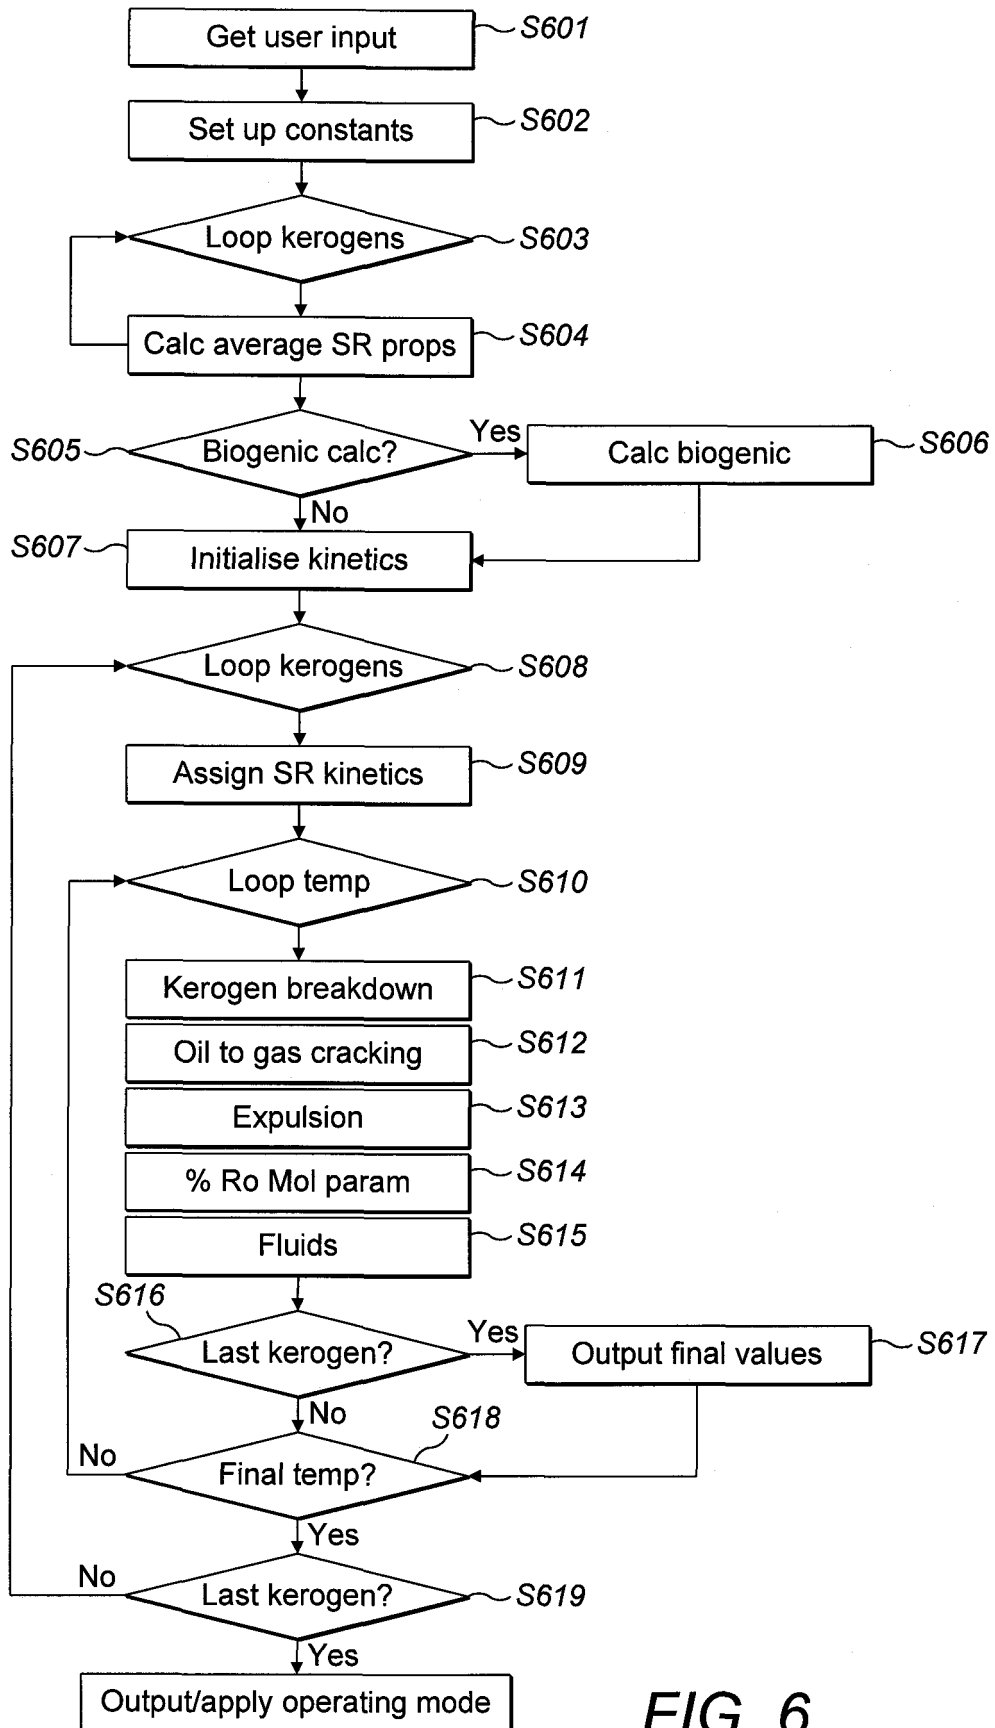 Get user input
S601
Set up constants
S602
Loop kerogens
S603
Calc average SR props
S604
S605
Biogenic calc?
Yes
Calc biogenic
S606
No
S607
Initialise kinetics
Loop kerogens
S608
Assign SR kinetics
S609
Loop temp
S610
Kerogen breakdown
S611
Oil to gas cracking
S612
Expulsion
S613
% Ro Mol param
S614
Fluids
S615
S616
Last kerogen?
Yes
Output final values
S617
No
S618
No
Final temp?
Yes
No
Last kerogen?
S619
Yes
Output/apply operating mode
FIG. 6